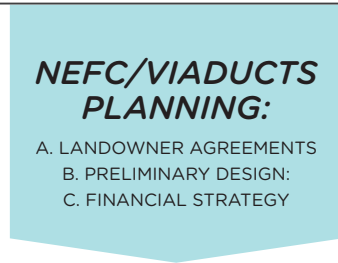 NEFC/VIADUCTS
PLANNING:
A. LANDOWNER AGREEMENTS
B. PRELIMINARY DESIGN:
C. FINANCIAL STRATEGY